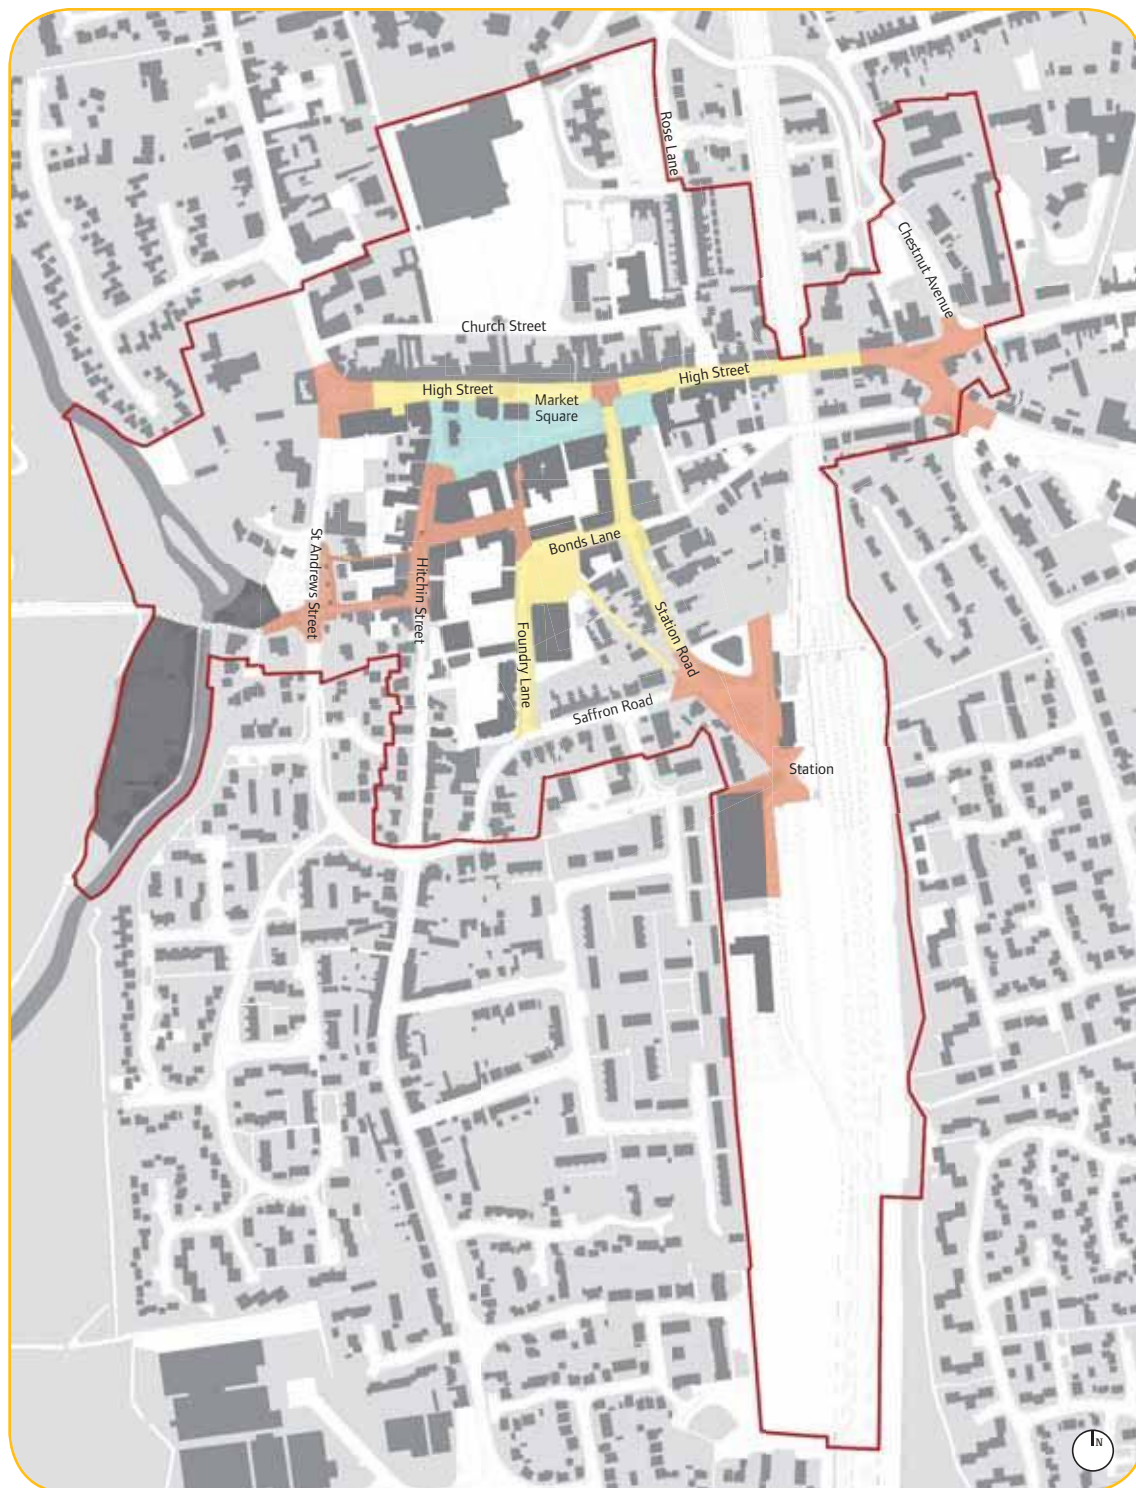 Rose Lane
Chestnut Avenue
Church Street
High Street
High Street
Market
Square
St Andrews Street
Hitchin Street
Bonds Lane
Station Road
Foundry Lane
Saffron Road
Station
N